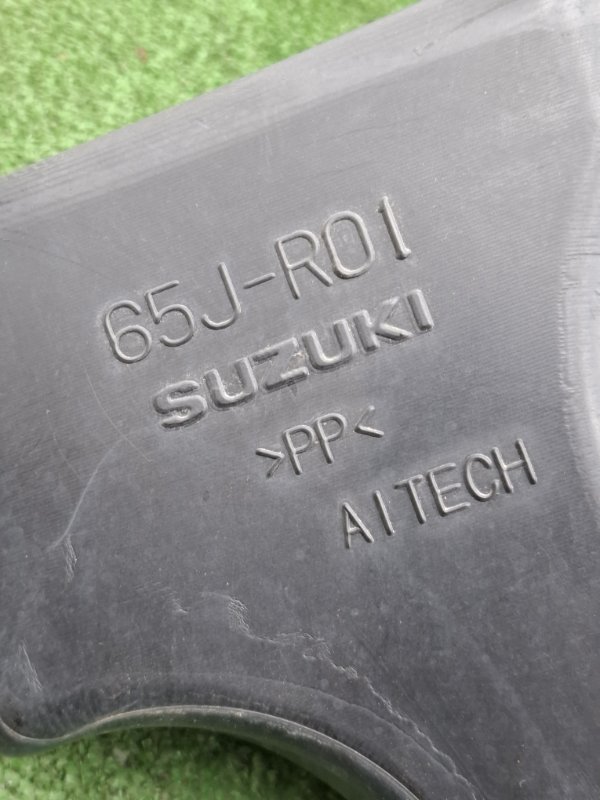 65J-R01
SUZUKI
>PP<
AITECH